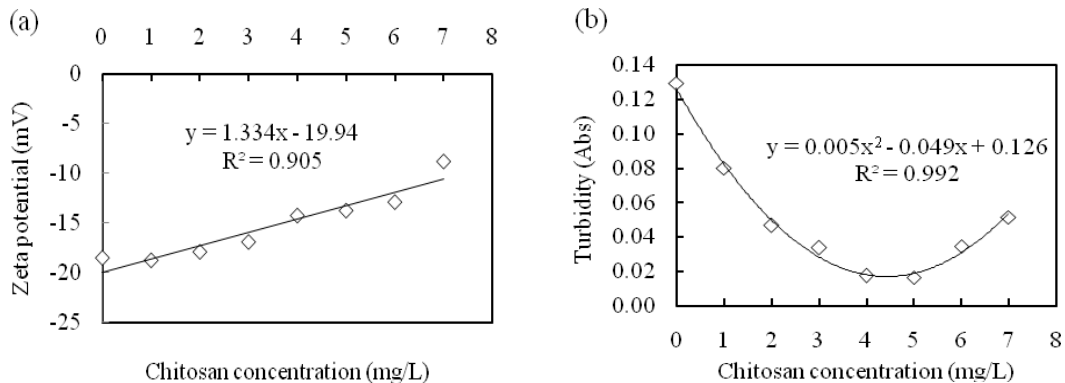 (a)
0 1 2 3 4 5 6 7 8
0
-5
-10
-15
-20
-25
Zeta potential (mV)
y = 1.334x - 19.94
R² = 0.905
Chitosan concentration (mg/L)
(b)
0.14
0.12
0.10
0.08
0.06
0.04
0.02
0.00
Turbidity (Abs)
y = 0.005x² - 0.049x + 0.126
R² = 0.992
0 1 2 3 4 5 6 7 8
Chitosan concentration (mg/L)